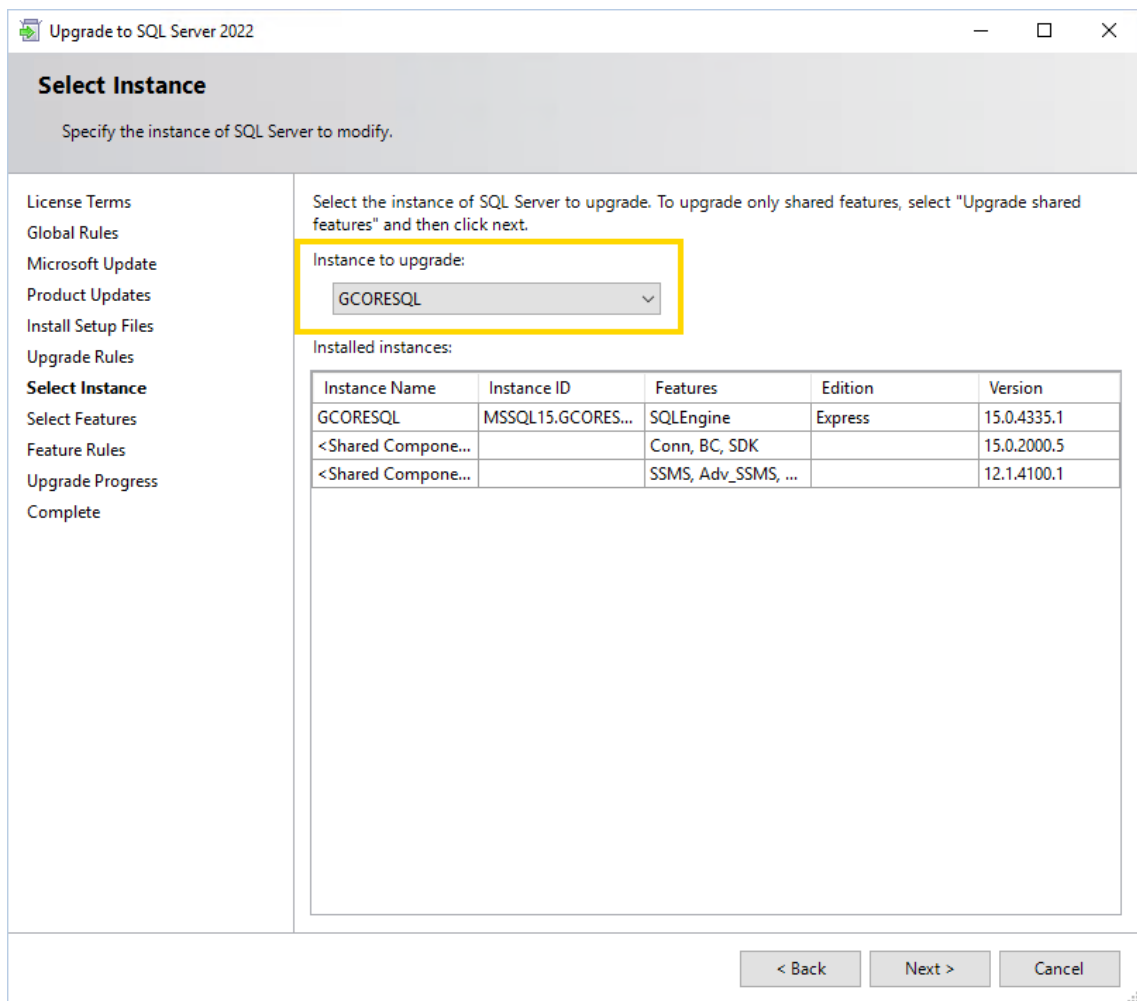 Upgrade to SQL Server 2022
Select Instance
Specify the instance of SQL Server to modify.
License Terms
Global Rules
Microsoft Update
Product Updates
Install Setup Files
Upgrade Rules
Select Instance
Select Features
Feature Rules
Upgrade Progress
Complete
Select the instance of SQL Server to upgrade. To upgrade only shared features, select "Upgrade shared
features" and then click next.
Instance to upgrade:
GCORESQL
Installed instances:
Instance Name Instance ID Features Edition Version
GCORESQL MSSQL15.GCORES... SQLEngine Express 15.0.4335.1
<Shared Compone... Conn, BC, SDK 15.0.2000.5
<Shared Compone... SSMS, Adv_SSMS, ... 12.1.4100.1
< Back Next > Cancel